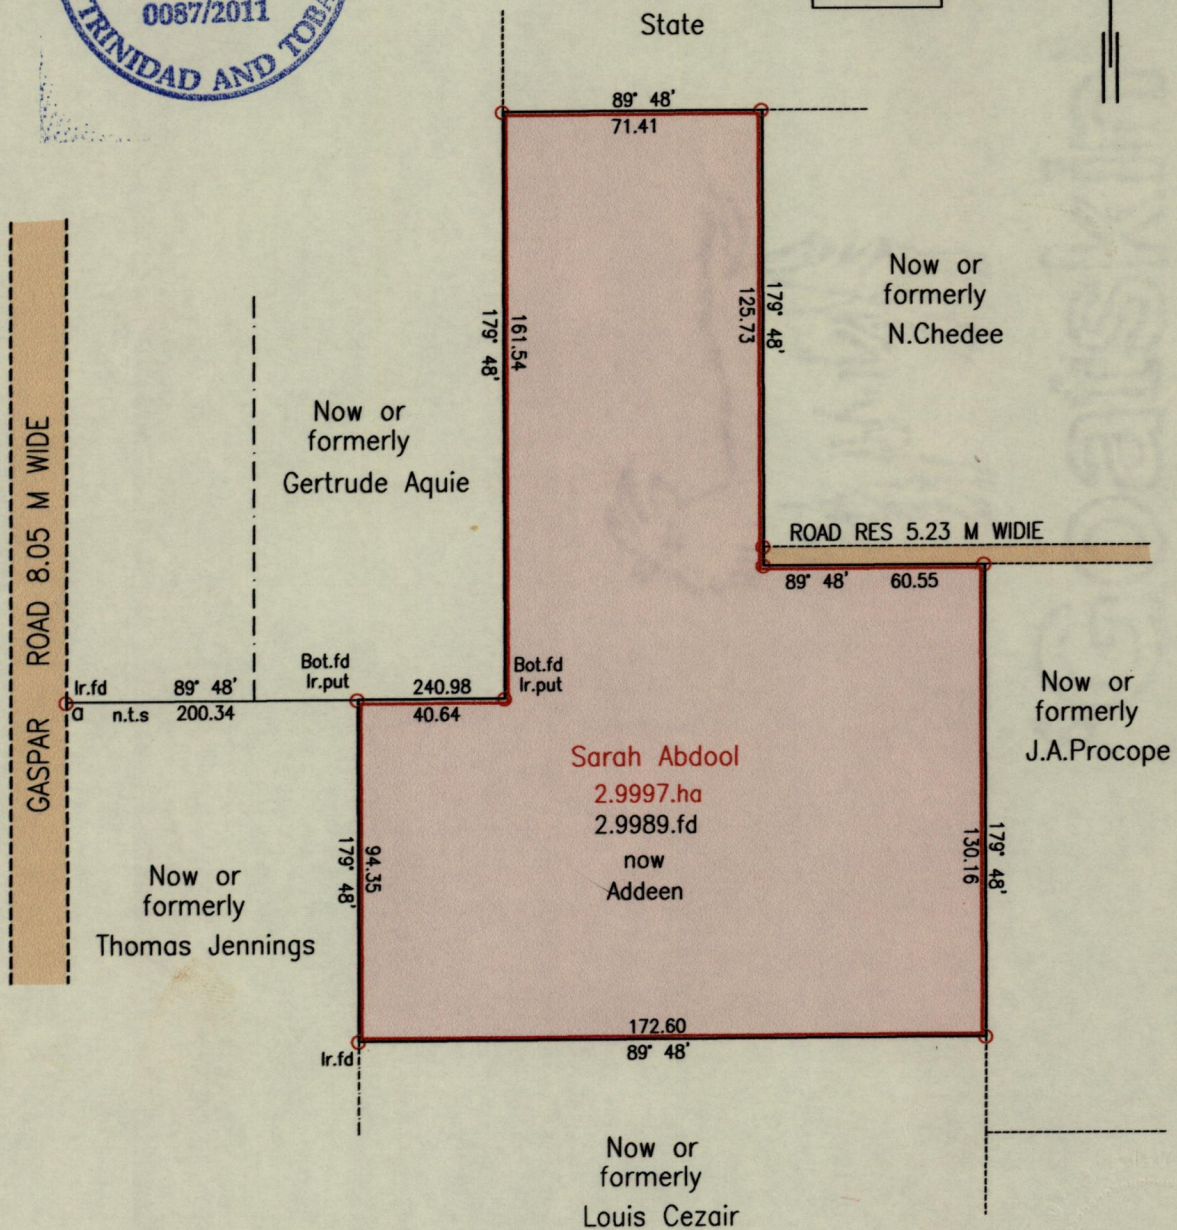 0087/2011
TRINIDAD AND TOBA
State
89° 48'
71.41
161.54
179° 48'
179° 48'
125.73
Now or
formerly
N.Chedee
Now or
formerly
Gertrude Aquie
GASPAR ROAD 8.05 M WIDE
ROAD RES 5.23 M WIDIE
89° 48' 60.55
Bot.fd
Ir.put
Bot.fd
Ir.put
Ir.fd 89° 48'
240.98
a n.t.s 200.34
40.64
Now or
formerly
J.A.Procope
Sarah Abdool
2.9997.ha
2.9989.fd
now
Addeen
94.35
179° 48'
179° 48'
130.16
Now or
formerly
Thomas Jennings
172.60
89° 48'
Ir.fd
Now or
formerly
Louis Cezair